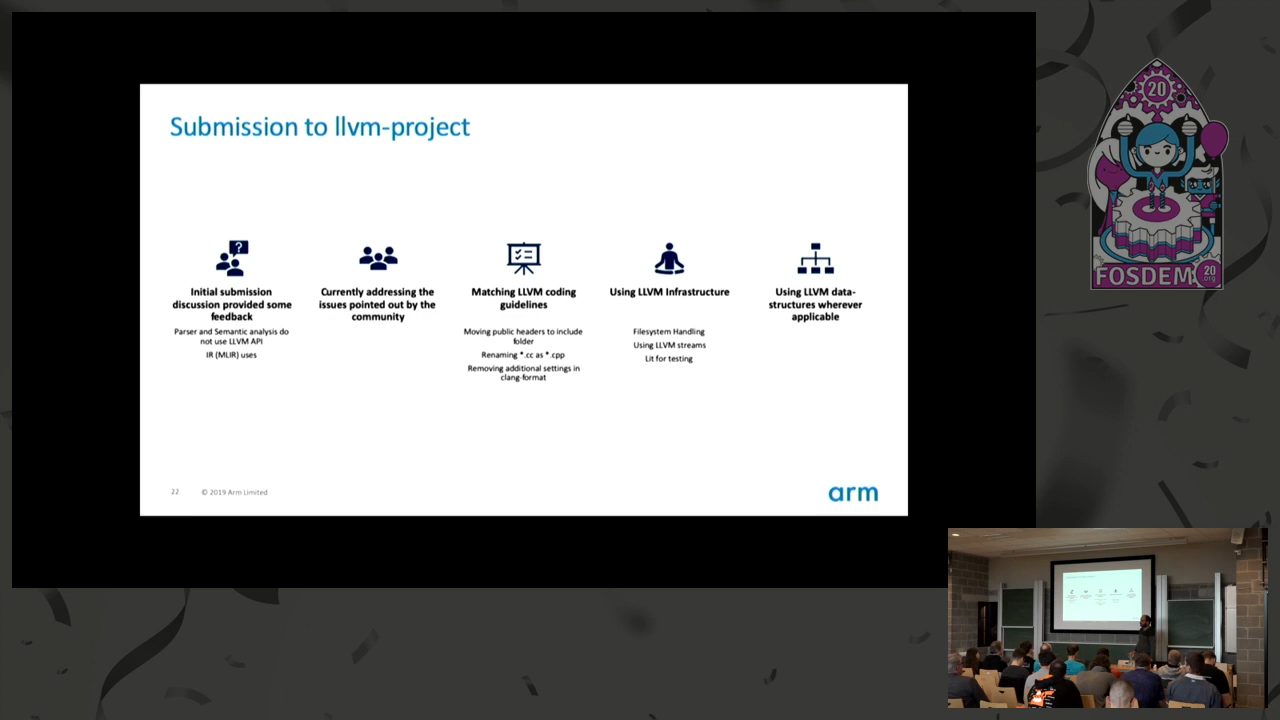 Submission to llvm-project
Initial submission
discussion provided some
feedback
Parser and Semantic analysis do
not use LLVM API
IR (MLIR) uses
Currently addressing the
issues pointed out by the
community
Matching LLVM coding
guidelines
Moving public headers to include
folder
Renaming *.cc as *.cpp
Removing additional settings in
clang-format
Using LLVM Infrastructure
Filesystem Handling
Using LLVM streams
Lit for testing
Using LLVM data-
structures wherever
applicable
22 © 2019 Arm Limited
arm
20
FOSDEM
20
.org